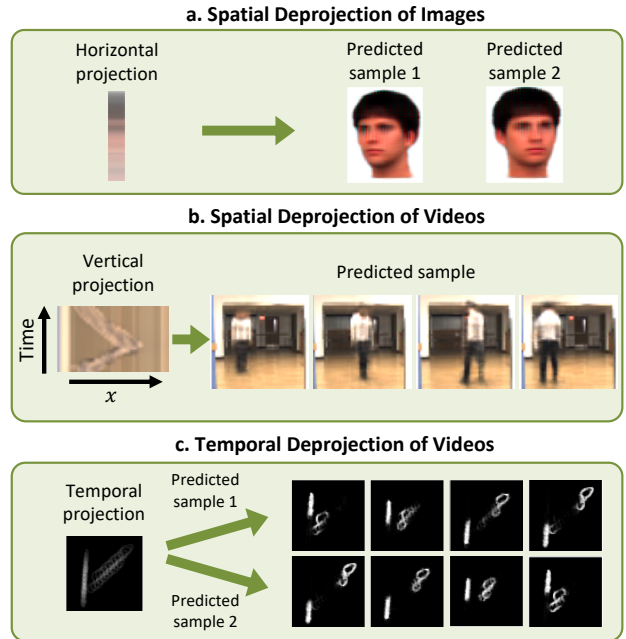 a. Spatial Deprojection of Images
Horizontal
projection
Predicted
sample 1
Predicted
sample 2
b. Spatial Deprojection of Videos
Vertical
projection
Predicted sample
Time
x
c. Temporal Deprojection of Videos
Temporal
projection
Predicted
sample 1
Predicted
sample 2